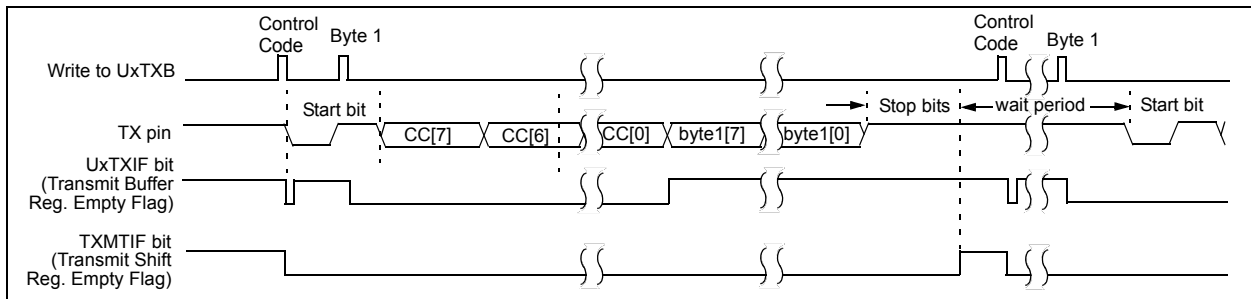 Control
Code
Byte 1
Control
Code
Byte 1
Write to UxTXB
Start bit
Stop bits
wait period
Start bit
TX pin
CC[7]
CC[6]
CC[0]
byte1[7]
byte1[0]
UxTXIF bit
(Transmit Buffer
Reg. Empty Flag)
TXMTIF bit
(Transmit Shift
Reg. Empty Flag)